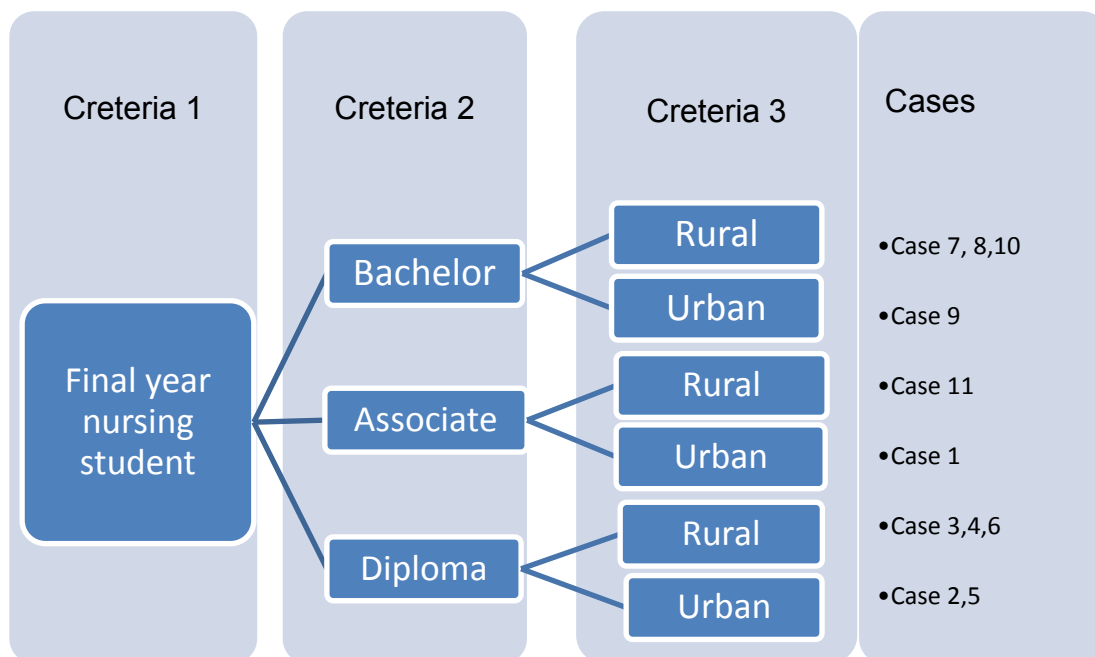 Creteria 1
Creteria 2
Creteria 3
Cases
Final year
nursing
student
Bachelor
Associate
Diploma
Rural
Urban
Rural
Urban
Rural
Urban
•Case 7, 8,10
•Case 9
•Case 11
•Case 1
•Case 3,4,6
•Case 2,5